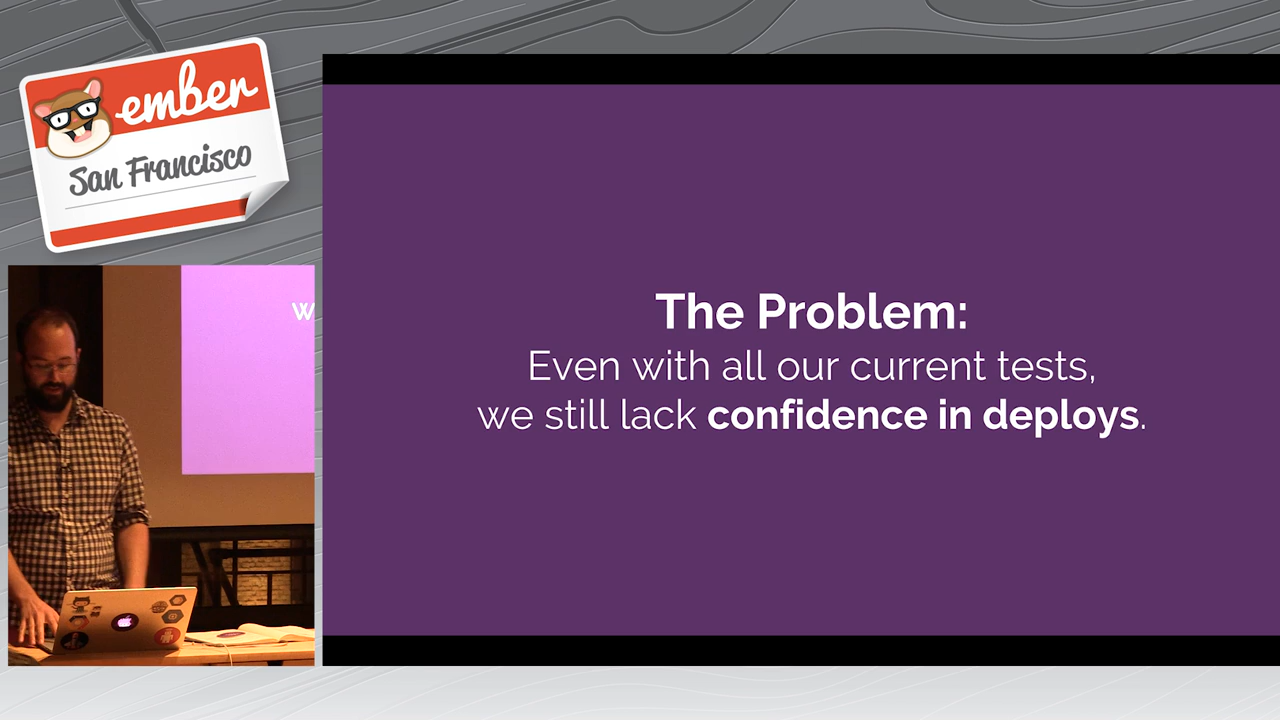 ember
San Francisco
W
The Problem:
Even with all our current tests,
we still lack confidence in deploys.